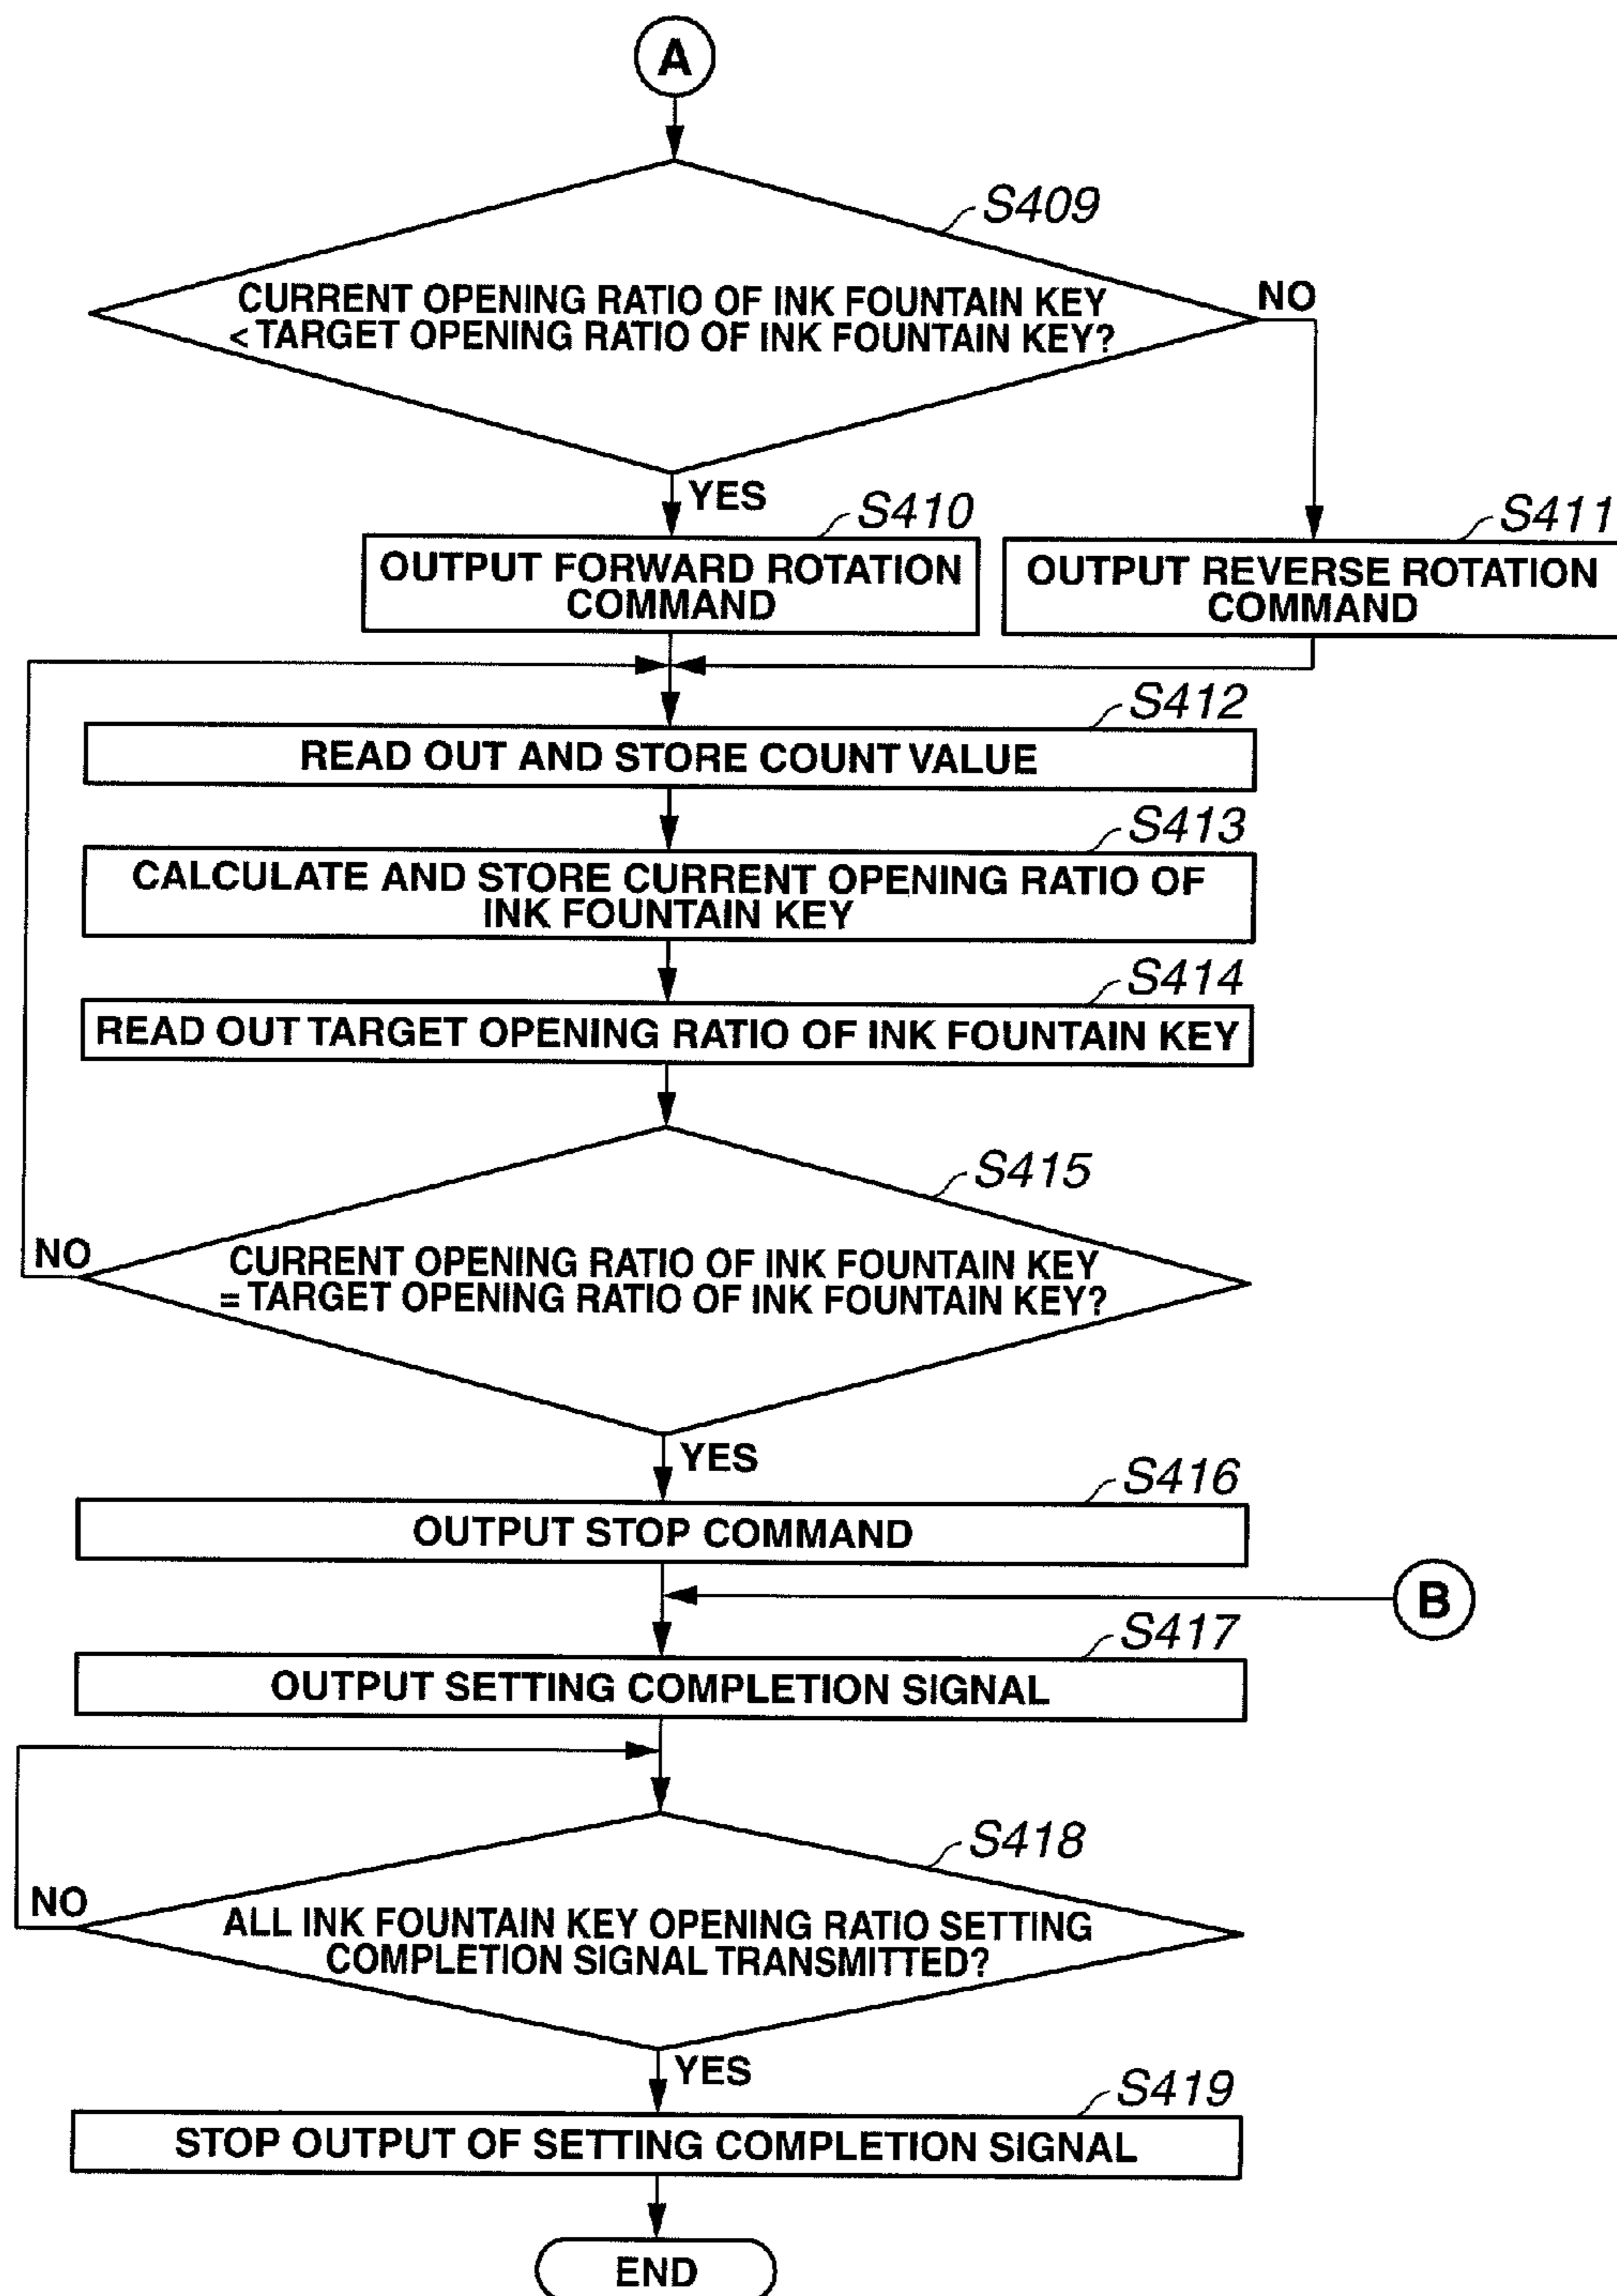 A
S409
CURRENT OPENING RATIO OF INK FOUNTAIN KEY
< TARGET OPENING RATIO OF INK FOUNTAIN KEY?
NO
YES
S410
OUTPUT FORWARD ROTATION
COMMAND
S411
OUTPUT REVERSE ROTATION
COMMAND
S412
READ OUT AND STORE COUNT VALUE
S413
CALCULATE AND STORE CURRENT OPENING RATIO OF
INK FOUNTAIN KEY
S414
READ OUT TARGET OPENING RATIO OF INK FOUNTAIN KEY
S415
NO
CURRENT OPENING RATIO OF INK FOUNTAIN KEY
= TARGET OPENING RATIO OF INK FOUNTAIN KEY?
YES
S416
OUTPUT STOP COMMAND
B
S417
OUTPUT SETTING COMPLETION SIGNAL
S418
NO
ALL INK FOUNTAIN KEY OPENING RATIO SETTING
COMPLETION SIGNAL TRANSMITTED?
YES
S419
STOP OUTPUT OF SETTING COMPLETION SIGNAL
END